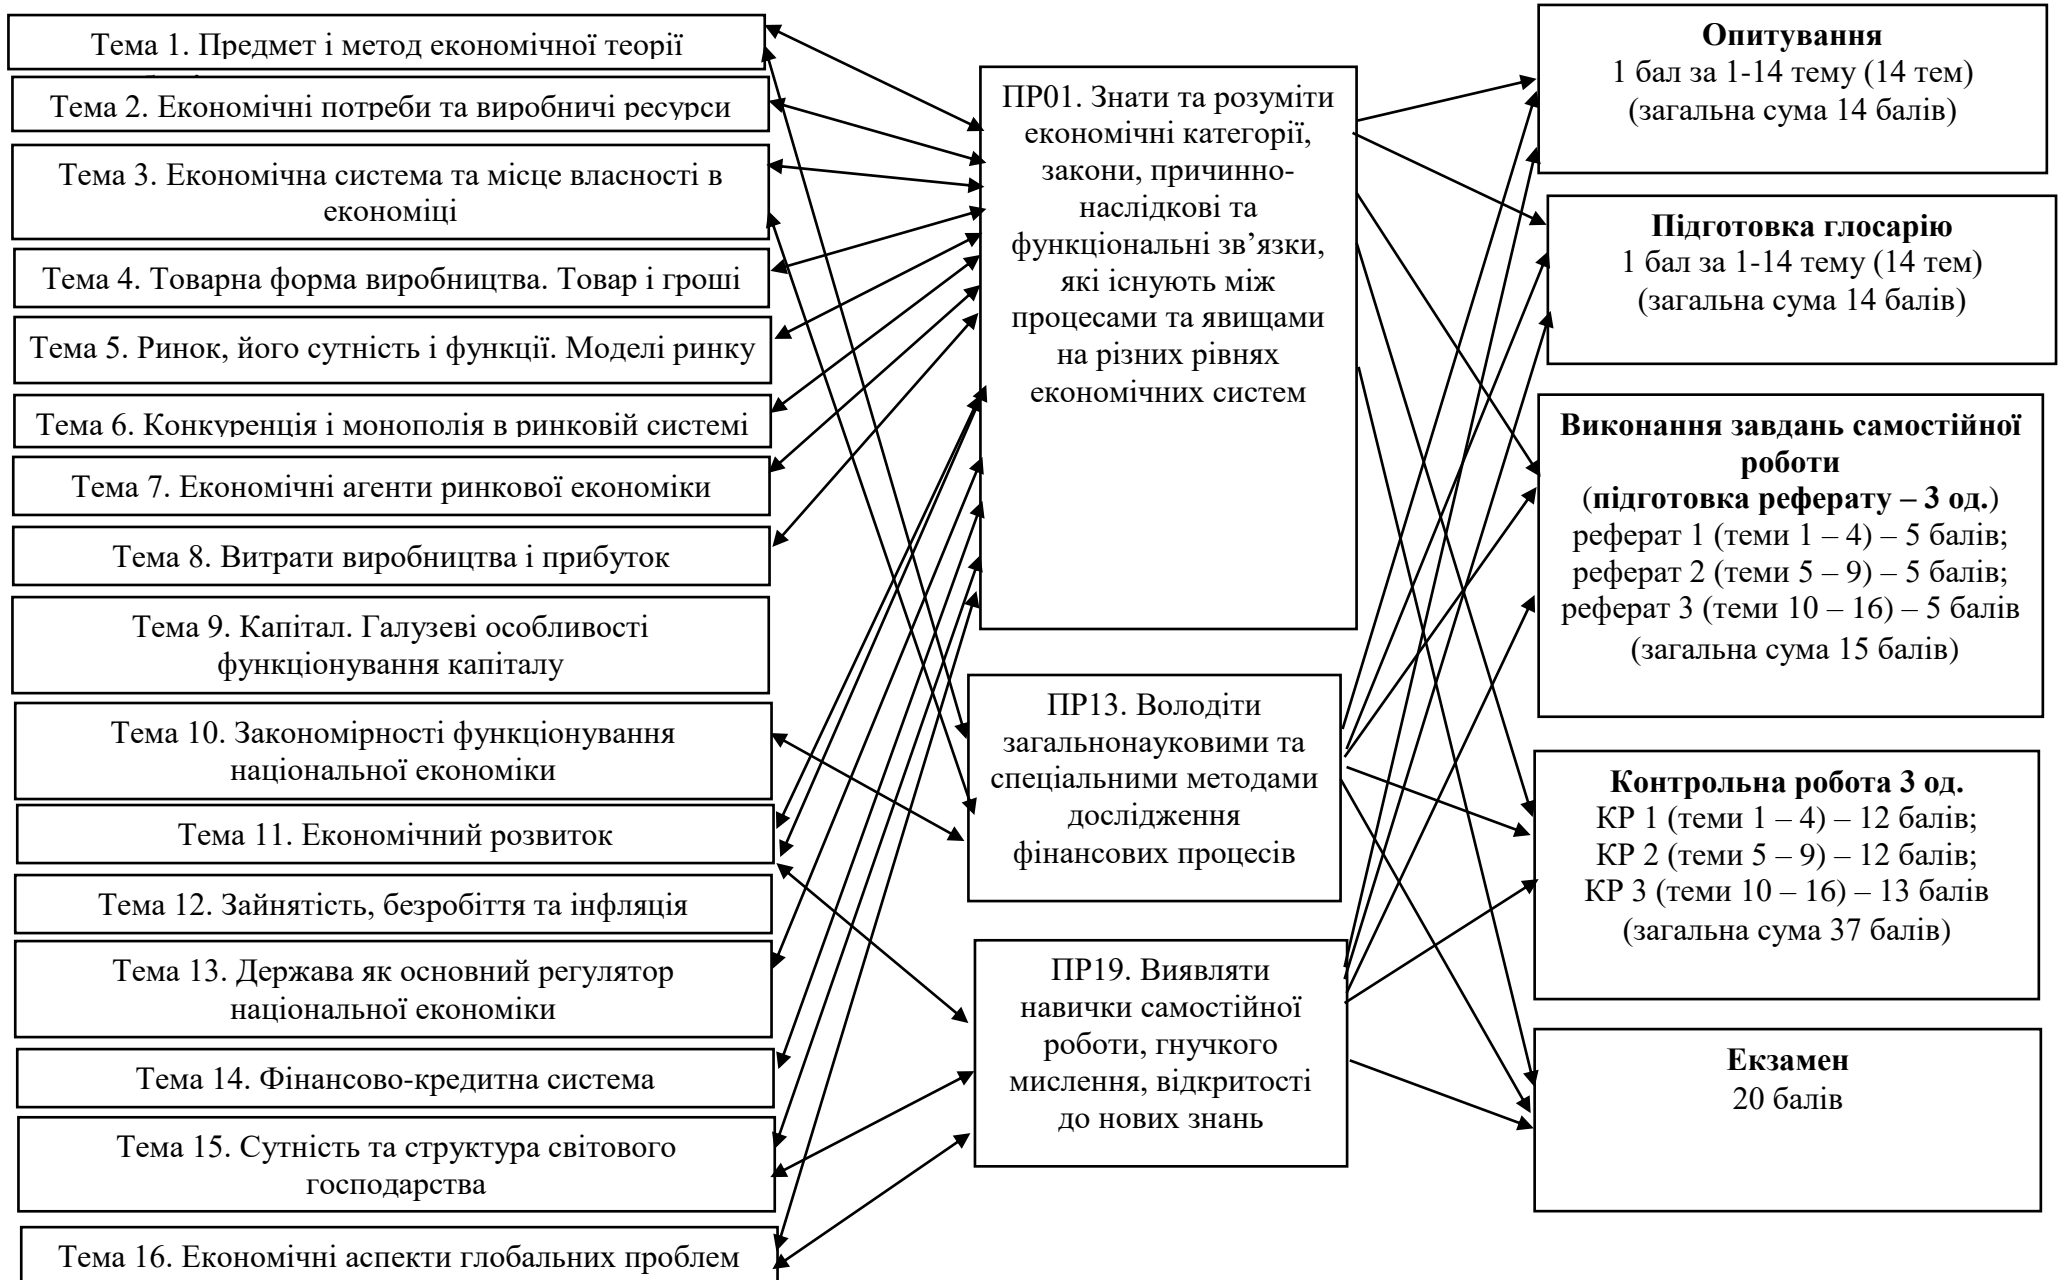 Тема 1. Предмет і метод економічної теорії
Тема 2. Економічні потреби та виробничі ресурси
Тема 3. Економічна система та місце власності в
економіці
Тема 4. Товарна форма виробництва. Товар і гроші
Тема 5. Ринок, його сутність і функції. Моделі ринку
Тема 6. Конкуренція і монополія в ринковій системі
Тема 7. Економічні агенти ринкової економіки
Тема 8. Витрати виробництва і прибуток
Тема 9. Капітал. Галузеві особливості
функціонування капіталу
Тема 10. Закономірності функціонування
національної економіки
Тема 11. Економічний розвиток
Тема 12. Зайнятість, безробіття та інфляція
Тема 13. Держава як основний регулятор
національної економіки
Тема 14. Фінансово-кредитна система
Тема 15. Сутність та структура світового
господарства
Тема 16. Економічні аспекти глобальних проблем
ПР01. Знати та розуміти
економічні категорії,
закони, причинно-
наслідкові та
функціональні зв’язки,
які існують між
процесами та явищами
на різних рівнях
економічних систем
ПР13. Володіти
загальнонауковими та
спеціальними методами
дослідження
фінансових процесів
ПР19. Виявляти
навички самостійної
роботи, гнучкого
мислення, відкритості
до нових знань
Опитування
1 бал за 1-14 тему (14 тем)
(загальна сума 14 балів)
Підготовка глосарію
1 бал за 1-14 тему (14 тем)
(загальна сума 14 балів)
Виконання завдань самостійної
роботи
(підготовка реферату – 3 од.)
реферат 1 (теми 1 – 4) – 5 балів;
реферат 2 (теми 5 – 9) – 5 балів;
реферат 3 (теми 10 – 16) – 5 балів
(загальна сума 15 балів)
Контрольна робота 3 од.
КР 1 (теми 1 – 4) – 12 балів;
КР 2 (теми 5 – 9) – 12 балів;
КР 3 (теми 10 – 16) – 13 балів
(загальна сума 37 балів)
Екзамен
20 балів